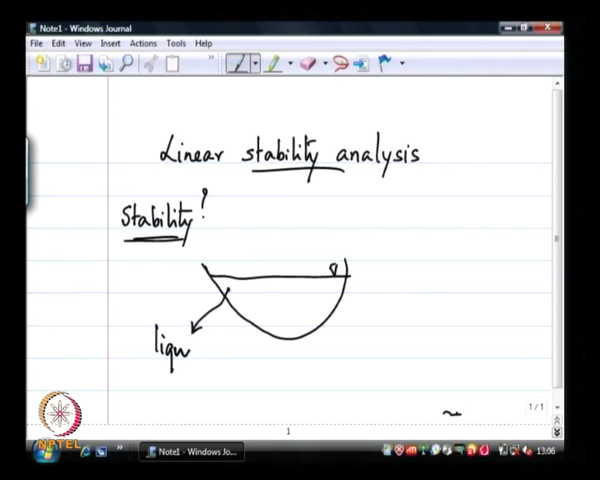 Note1 - Windows Journal
File Edit View Insert Actions Tools Help
Linear stability analysis
Stability?
liqu
1/1
1
NPTEL
Note1 - Windows Jo...
13:06